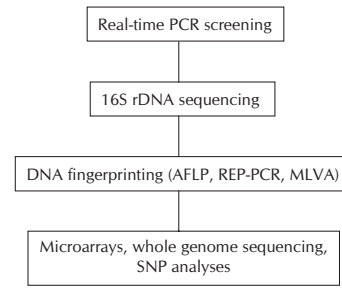 Real-time PCR screening
16S rDNA sequencing
DNA fingerprinting (AFLP, REP-PCR, MLVA)
Microarrays, whole genome sequencing,
SNP analyses